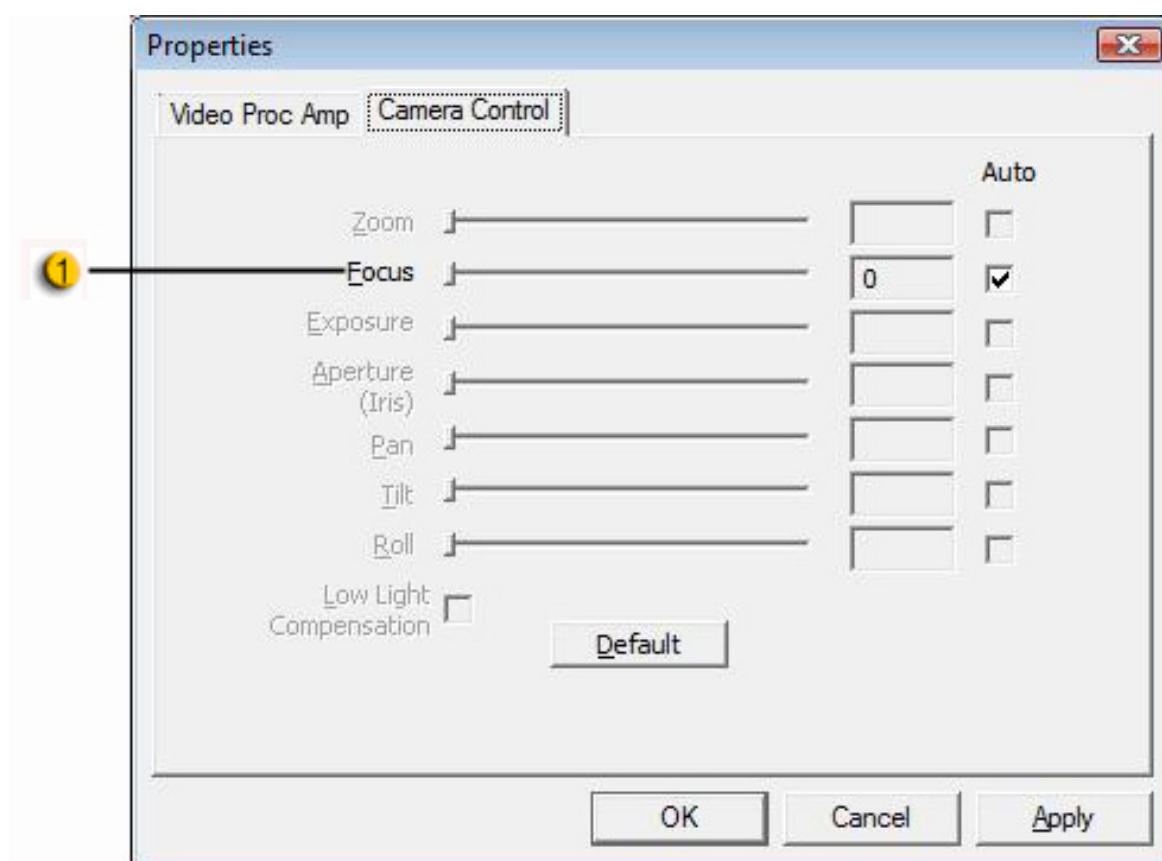 Properties
Video Proc Amp
Camera Control
Auto
Zoom
1
Focus
0
Exposure
Aperture
(Iris)
Pan
Tilt
Roll
Low Light
Compensation
Default
OK
Cancel
Apply